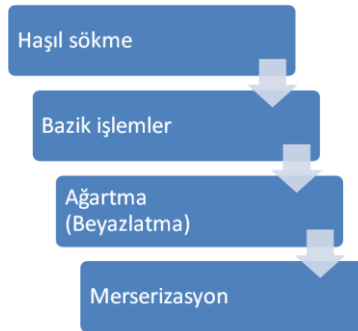 Haşıl sökme
Bazik işlemler
Ağartma
(Beyazlatma)
Merserizasyon